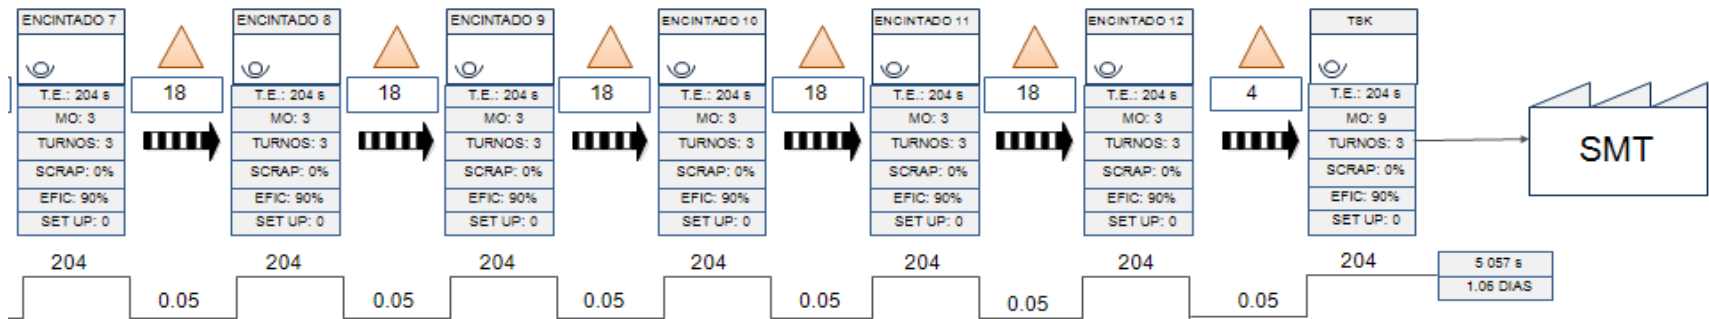 ENCINTADO 7
T.E.: 204 s
MO: 3
TURNOS: 3
SCRAP: 0%
EFIC: 90%
SET UP: 0
18
ENCINTADO 8
T.E.: 204 s
MO: 3
TURNOS: 3
SCRAP: 0%
EFIC: 90%
SET UP: 0
18
ENCINTADO 9
T.E.: 204 s
MO: 3
TURNOS: 3
SCRAP: 0%
EFIC: 90%
SET UP: 0
18
ENCINTADO 10
T.E.: 204 s
MO: 3
TURNOS: 3
SCRAP: 0%
EFIC: 90%
SET UP: 0
18
ENCINTADO 11
T.E.: 204 s
MO: 3
TURNOS: 3
SCRAP: 0%
EFIC: 90%
SET UP: 0
18
ENCINTADO 12
T.E.: 204 s
MO: 3
TURNOS: 3
SCRAP: 0%
EFIC: 90%
SET UP: 0
4
TSK
T.E.: 204 s
MO: 9
TURNOS: 3
SCRAP: 0%
EFIC: 90%
SET UP: 0
SMT
204
0.05
204
0.05
204
0.05
204
0.05
204
0.05
204
0.05
204
5 057 s
1.06 DIAS